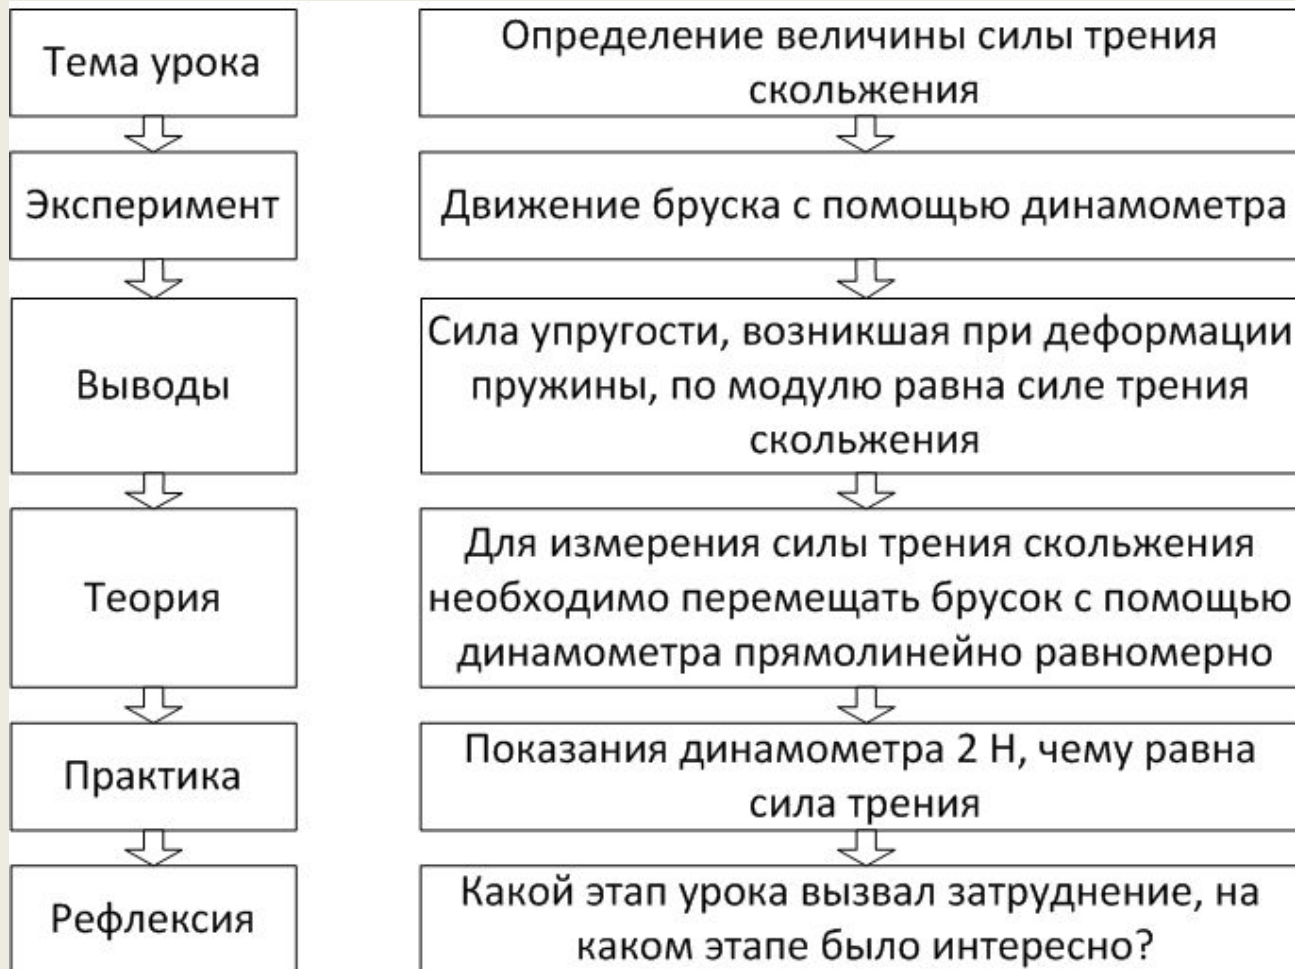 Тема урока
Определение величины силы трения
скольжения
Эксперимент
Движение бруска с помощью динамометра
Выводы
Сила упругости, возникшая при деформации
пружины, по модулю равна силе трения
скольжения
Теория
Для измерения силы трения скольжения
необходимо перемещать брусок с помощью
динамометра прямолинейно равномерно
Практика
Показания динамометра 2 Н, чему равна
сила трения
Рефлексия
Какой этап урока вызвал затруднение, на
каком этапе было интересно?